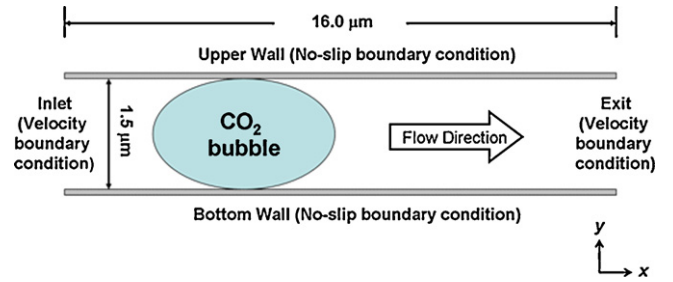 16.0 μm
Upper Wall (No-slip boundary condition)
Inlet
(Velocity
boundary
condition)
1.5 μm
CO₂
bubble
Flow Direction
Exit
(Velocity
boundary
condition)
Bottom Wall (No-slip boundary condition)
y
x